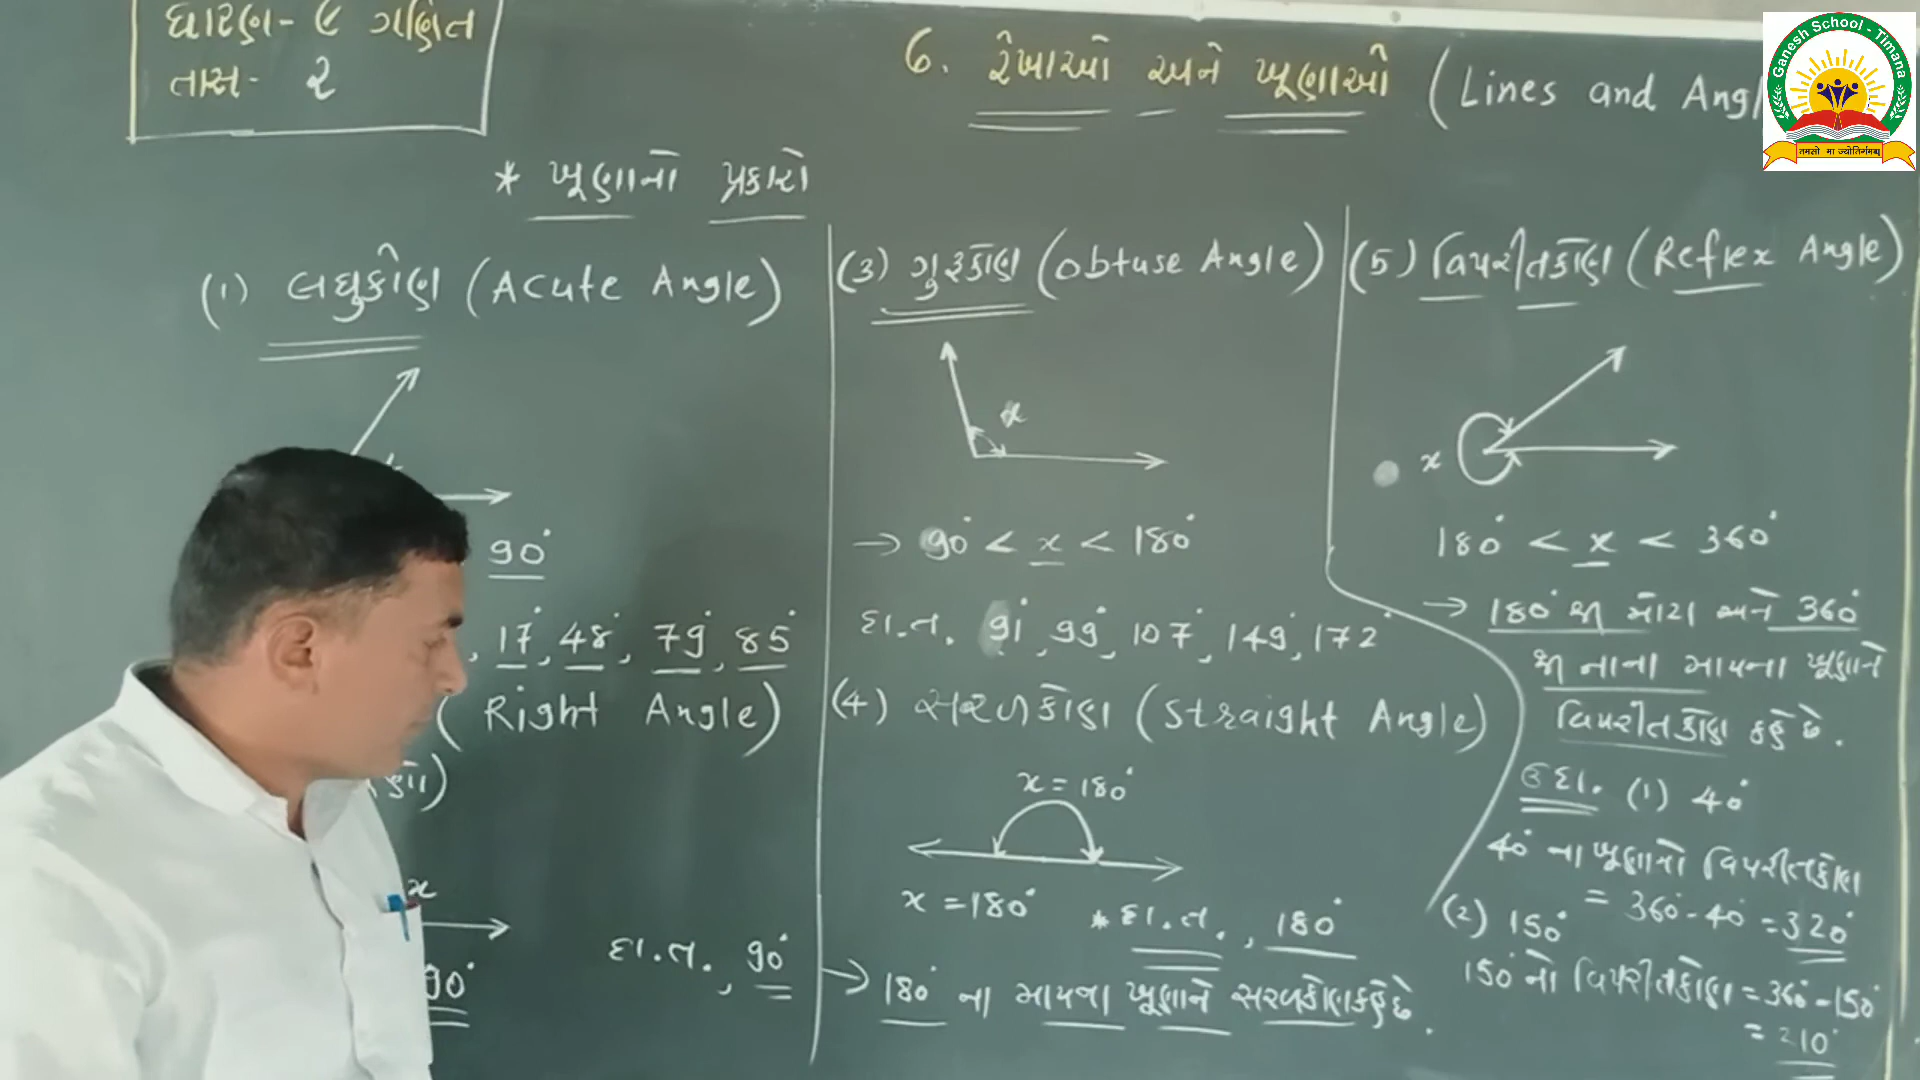 ધોરણ- ૯ ગણિત
તાસ- ૨
6. રેખાઓ અને ખૂણાઓ (Lines and Angl
Ganesh School - Timana
तमसो मा ज्योतिर्गमय
* ખૂણાનો પ્રકારો
(1) લઘુકોણ (Acute Angle)
90°
, 17°, 48°, 79°, 85°
( Right Angle)
x
90°
દા.ત. , 90°
(3) ગુરુકોણ (Obtuse Angle)
x
→ 90° < x < 180°
દા.ત. 91°, 99°, 107°, 149°, 172°
(4) સરળકોણ (Straight Angle)
x = 180°
x = 180°
* દા.ત. , 180°
→ 180° ના માપના ખૂણાને સરળકોણ કહે છે.
(5) વિપરીતકોણ (Reflex Angle)
x
180° < x < 360°
→ 180° થી મોટા અને 360°
થી નાના માપના ખૂણાને
વિપરીતકોણ કહે છે.
ઉદા. (1) 40°
40° ના ખૂણાનો વિપરીતકોણ
= 360° - 40° = 320°
(2) 150°
150° નો વિપરીતકોણ = 360° - 150°
= 210°